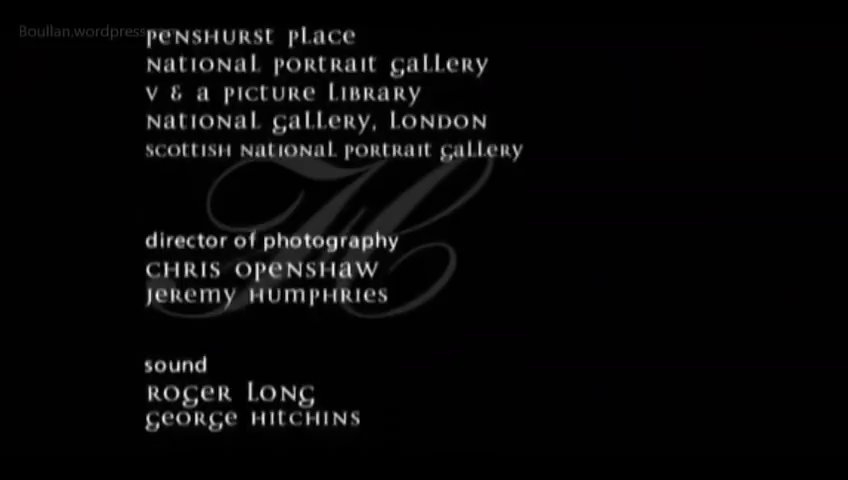 Boullan.wordpress
PENSHURST PLACE
NATIONAL PORTRAIT GALLERY
V & A PICTURE LIBRARY
NATIONAL GALLERY, LONDON
SCOTTISH NATIONAL PORTRAIT GALLERY
H
director of photography
CHRIS OPENSHAW
JEREMY HUMPHRIES
sound
ROGER LONG
GEORGE HITCHINS